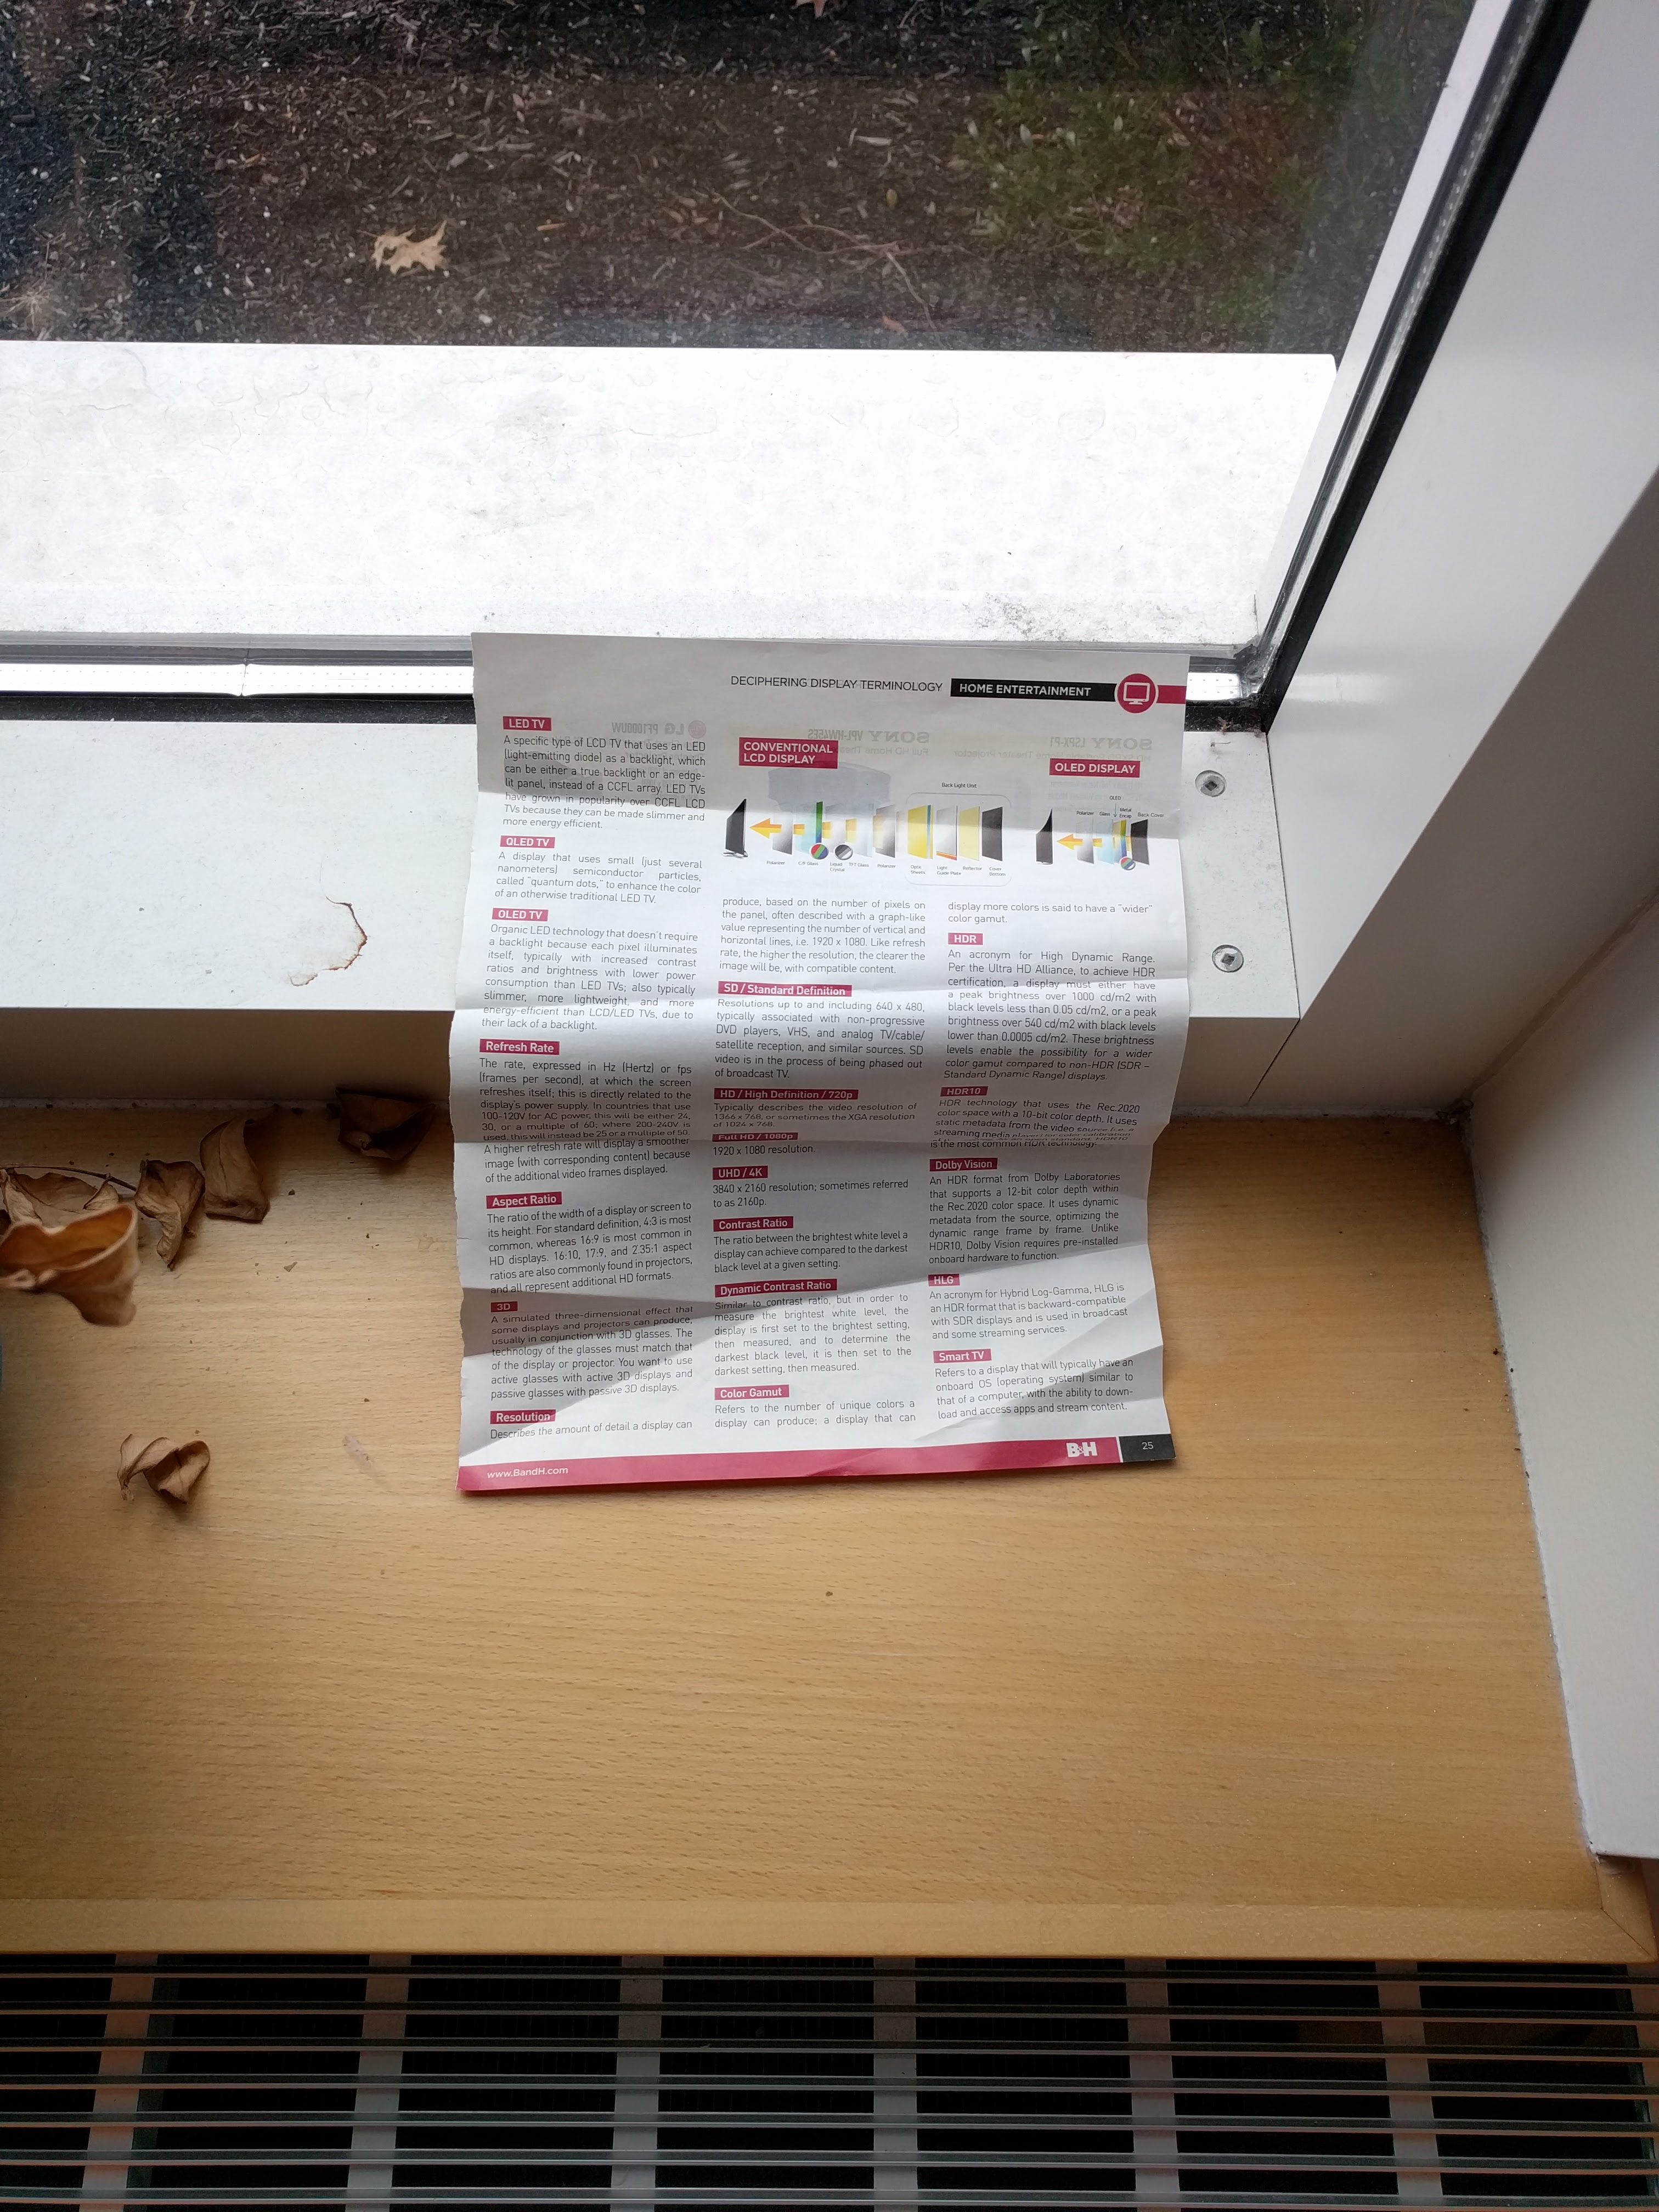 DECIPHERING DISPLAY TERMINOLOGY HOME ENTERTAINMENT
LED TV
A specific type of LCD TV that uses an LED
(light-emitting diode) as a backlight, which
can be either a true backlight or an edge-
lit panel, instead of a CCFL array. LED TVs
have grown in popularity over CCFL LCD
TVs because they can be made slimmer and
more energy efficient.
QLED TV
A display that uses small (just several
nanometers) semiconductor particles,
called "quantum dots," to enhance the color
of an otherwise traditional LED TV.
OLED TV
Organic LED technology that doesn't require
a backlight because each pixel illuminates
itself, typically with increased contrast
ratios and brightness with lower power
consumption than LED TVs; also typically
slimmer, more lightweight, and more
energy-efficient than LCD/LED TVs, due to
their lack of a backlight.
Refresh Rate
The rate, expressed in Hz (Hertz) or fps
(frames per second), at which the screen
refreshes itself; this is directly related to the
display's power supply. In countries that use
100-120V for AC power, this will be either 24,
30, or a multiple of 60; where 200-240V is
used, this will instead be 25 or a multiple of 50.
A higher refresh rate will display a smoother
image (with corresponding content) because
of the additional video frames displayed.
Aspect Ratio
The ratio of the width of a display or screen to
its height. For standard definition, 4:3 is most
common, whereas 16:9 is most common in
HD displays. 16:10, 17:9, and 2.35:1 aspect
ratios are also commonly found in projectors,
and all represent additional HD formats.
3D
A simulated three-dimensional effect that
some displays and projectors can produce,
usually in conjunction with 3D glasses. The
technology of the glasses must match that
of the display or projector. You want to use
active glasses with active 3D displays and
passive glasses with passive 3D displays.
Resolution
Describes the amount of detail a display can
CONVENTIONAL
LCD DISPLAY
Back Light Unit
Polarizer
C/F Glass
Liquid
Crystal
TFT Glass
Polarizer
Optic
Sheets
Light
Guide Plate
Reflector
Cover
Bottom
OLED DISPLAY
OLED
Polarizer
Glass
Metal
Encap
Back Cover
produce, based on the number of pixels on
the panel, often described with a graph-like
value representing the number of vertical and
horizontal lines, i.e. 1920 x 1080. Like refresh
rate, the higher the resolution, the clearer the
image will be, with compatible content.
SD / Standard Definition
Resolutions up to and including 640 x 480,
typically associated with non-progressive
DVD players, VHS, and analog TV/cable/
satellite reception, and similar sources. SD
video is in the process of being phased out
of broadcast TV.
HD / High Definition / 720p
Typically describes the video resolution of
1366 x 768, or sometimes the XGA resolution
of 1024 x 768.
Full HD / 1080p
1920 x 1080 resolution.
UHD / 4K
3840 x 2160 resolution; sometimes referred
to as 2160p.
Contrast Ratio
The ratio between the brightest white level a
display can achieve compared to the darkest
black level at a given setting.
Dynamic Contrast Ratio
Similar to contrast ratio, but in order to
measure the brightest white level, the
display is first set to the brightest setting,
then measured, and to determine the
darkest black level, it is then set to the
darkest setting, then measured.
Color Gamut
Refers to the number of unique colors a
display can produce; a display that can
display more colors is said to have a "wider"
color gamut.
HDR
An acronym for High Dynamic Range.
Per the Ultra HD Alliance, to achieve HDR
certification, a display must either have
a peak brightness over 1000 cd/m2 with
black levels less than 0.05 cd/m2, or a peak
brightness over 540 cd/m2 with black levels
lower than 0.0005 cd/m2. These brightness
levels enable the possibility for a wider
color gamut compared to non-HDR (SDR –
Standard Dynamic Range) displays.
HDR10
HDR technology that uses the Rec.2020
color space with a 10-bit color depth. It uses
static metadata from the video source (i.e. a
streaming media player) for color calibration
is the most common HDR technology.
Dolby Vision
An HDR format from Dolby Laboratories
that supports a 12-bit color depth within
the Rec.2020 color space. It uses dynamic
metadata from the source, optimizing the
dynamic range frame by frame. Unlike
HDR10, Dolby Vision requires pre-installed
onboard hardware to function.
HLG
An acronym for Hybrid Log-Gamma, HLG is
an HDR format that is backward-compatible
with SDR displays and is used in broadcast
and some streaming services.
Smart TV
Refers to a display that will typically have an
onboard OS (operating system) similar to
that of a computer, with the ability to down-
load and access apps and stream content.
www.BandH.com
B&H
25